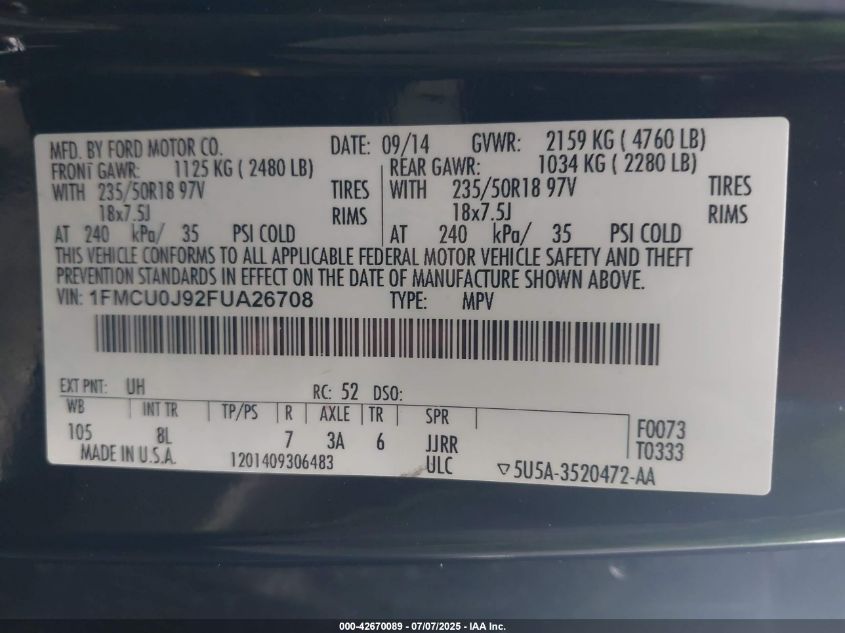 MFD. BY FORD MOTOR CO. DATE: 09/14 GVWR: 2159 KG ( 4760 LB)
FRONT GAWR: 1125 KG ( 2480 LB) REAR GAWR: 1034 KG ( 2280 LB)
WITH 235/50R18 97V TIRES WITH 235/50R18 97V TIRES
18x7.5J RIMS 18x7.5J RIMS
AT 240 kPa/ 35 PSI COLD AT 240 kPa/ 35 PSI COLD
THIS VEHICLE CONFORMS TO ALL APPLICABLE FEDERAL MOTOR VEHICLE SAFETY AND THEFT
PREVENTION STANDARDS IN EFFECT ON THE DATE OF MANUFACTURE SHOWN ABOVE.
VIN: 1FMCU0J92FUA26708 TYPE: MPV
EXT PNT: UH RC: 52 DSO:
WB INT TR TP/PS R AXLE TR SPR
105 8L 7 3A 6 JJRR F0073
MADE IN U.S.A. 1201409306483 ULC T0333
▽5U5A-3520472-AA
000-42670089 - 07/07/2025 - IAA Inc.